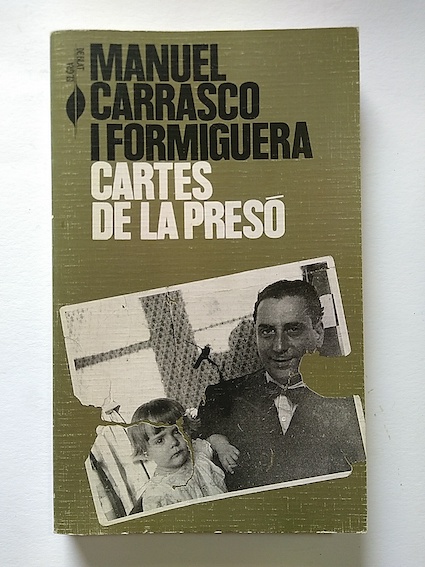 MANUEL
CARRASCO
I FORMIGUERA
CARTES
DE LA PRESÓ